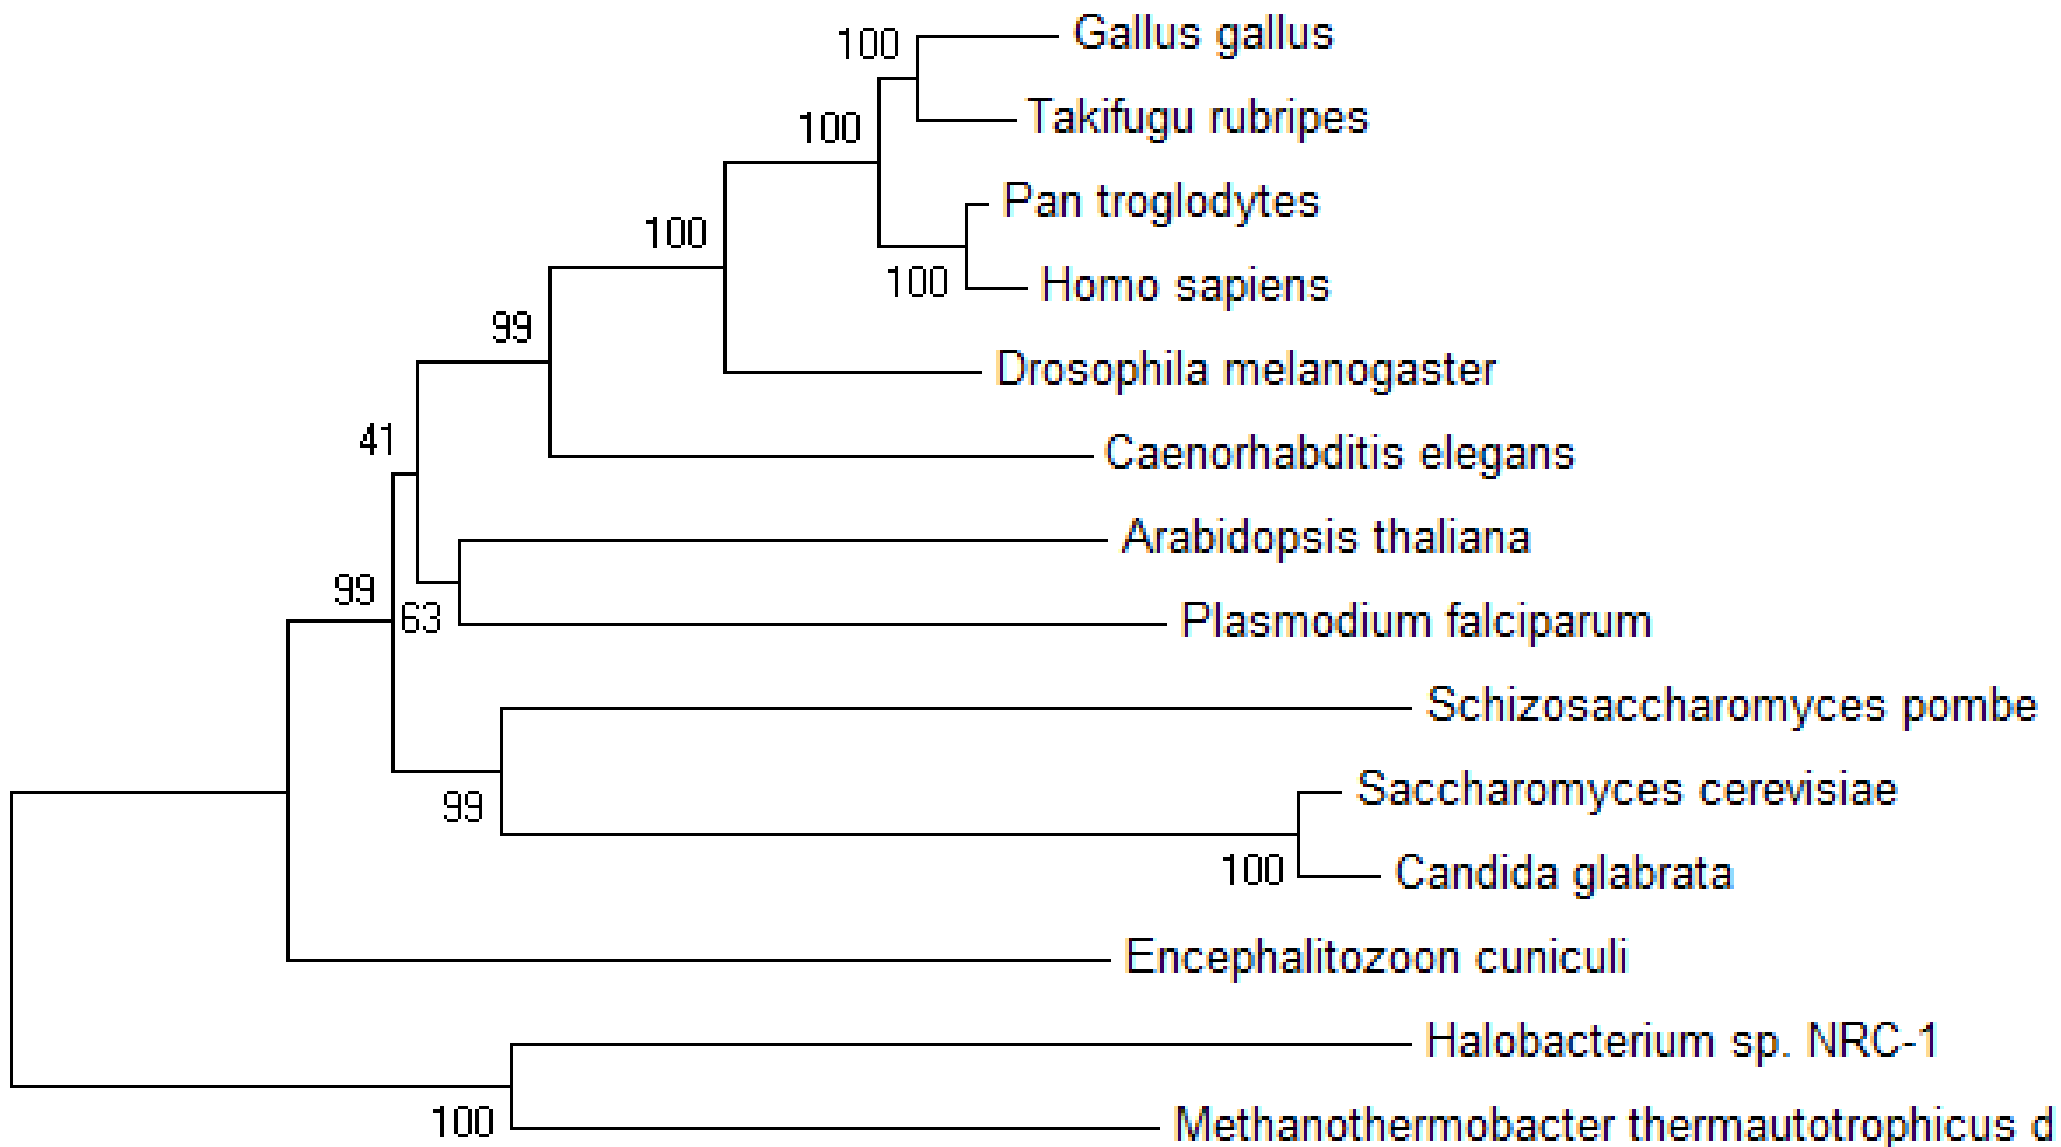 100
Gallus gallus
100
Takifugu rubripes
100
Pan troglodytes
100
Homo sapiens
99
Drosophila melanogaster
41
Caenorhabditis elegans
Arabidopsis thaliana
99
63
Plasmodium falciparum
Schizosaccharomyces pombe
99
Saccharomyces cerevisiae
100
Candida glabrata
Encephalitozoon cuniculi
Halobacterium sp. NRC-1
100
Methanothermobacter thermautotrophicus d